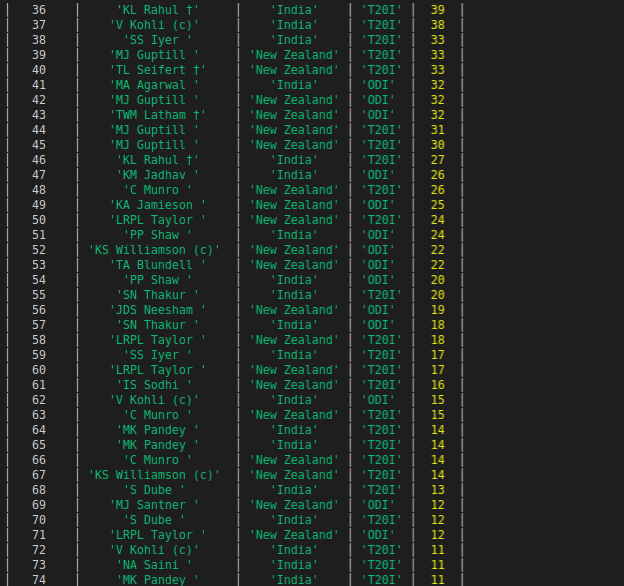 | 36 | 'KL Rahul †' | 'India' | 'T20I' | 39 |
| 37 | 'V Kohli (c)' | 'India' | 'T20I' | 38 |
| 38 | 'SS Iyer ' | 'India' | 'T20I' | 33 |
| 39 | 'MJ Guptill ' | 'New Zealand' | 'T20I' | 33 |
| 40 | 'TL Seifert †' | 'New Zealand' | 'T20I' | 33 |
| 41 | 'MA Agarwal ' | 'India' | 'ODI' | 32 |
| 42 | 'MJ Guptill ' | 'New Zealand' | 'ODI' | 32 |
| 43 | 'TWM Latham †' | 'New Zealand' | 'ODI' | 32 |
| 44 | 'MJ Guptill ' | 'New Zealand' | 'T20I' | 31 |
| 45 | 'MJ Guptill ' | 'New Zealand' | 'T20I' | 30 |
| 46 | 'KL Rahul †' | 'India' | 'T20I' | 27 |
| 47 | 'KM Jadhav ' | 'India' | 'ODI' | 26 |
| 48 | 'C Munro ' | 'New Zealand' | 'T20I' | 26 |
| 49 | 'KA Jamieson ' | 'New Zealand' | 'ODI' | 25 |
| 50 | 'LRPL Taylor ' | 'New Zealand' | 'T20I' | 24 |
| 51 | 'PP Shaw ' | 'India' | 'ODI' | 24 |
| 52 | 'KS Williamson (c)' | 'New Zealand' | 'ODI' | 22 |
| 53 | 'TA Blundell ' | 'New Zealand' | 'ODI' | 22 |
| 54 | 'PP Shaw ' | 'India' | 'ODI' | 20 |
| 55 | 'SN Thakur ' | 'India' | 'T20I' | 20 |
| 56 | 'JDS Neesham ' | 'New Zealand' | 'ODI' | 19 |
| 57 | 'SN Thakur ' | 'India' | 'ODI' | 18 |
| 58 | 'LRPL Taylor ' | 'New Zealand' | 'T20I' | 18 |
| 59 | 'SS Iyer ' | 'India' | 'T20I' | 17 |
| 60 | 'LRPL Taylor ' | 'New Zealand' | 'T20I' | 17 |
| 61 | 'IS Sodhi ' | 'New Zealand' | 'T20I' | 16 |
| 62 | 'V Kohli (c)' | 'India' | 'ODI' | 15 |
| 63 | 'C Munro ' | 'New Zealand' | 'T20I' | 15 |
| 64 | 'MK Pandey ' | 'India' | 'T20I' | 14 |
| 65 | 'MK Pandey ' | 'India' | 'T20I' | 14 |
| 66 | 'C Munro ' | 'New Zealand' | 'T20I' | 14 |
| 67 | 'KS Williamson (c)' | 'New Zealand' | 'T20I' | 14 |
| 68 | 'S Dube ' | 'India' | 'T20I' | 13 |
| 69 | 'MJ Santner ' | 'New Zealand' | 'ODI' | 12 |
| 70 | 'S Dube ' | 'India' | 'T20I' | 12 |
| 71 | 'LRPL Taylor ' | 'New Zealand' | 'ODI' | 12 |
| 72 | 'V Kohli (c)' | 'India' | 'T20I' | 11 |
| 73 | 'NA Saini ' | 'India' | 'T20I' | 11 |
| 74 | 'MK Pandey ' | 'India' | 'T20I' | 11 |